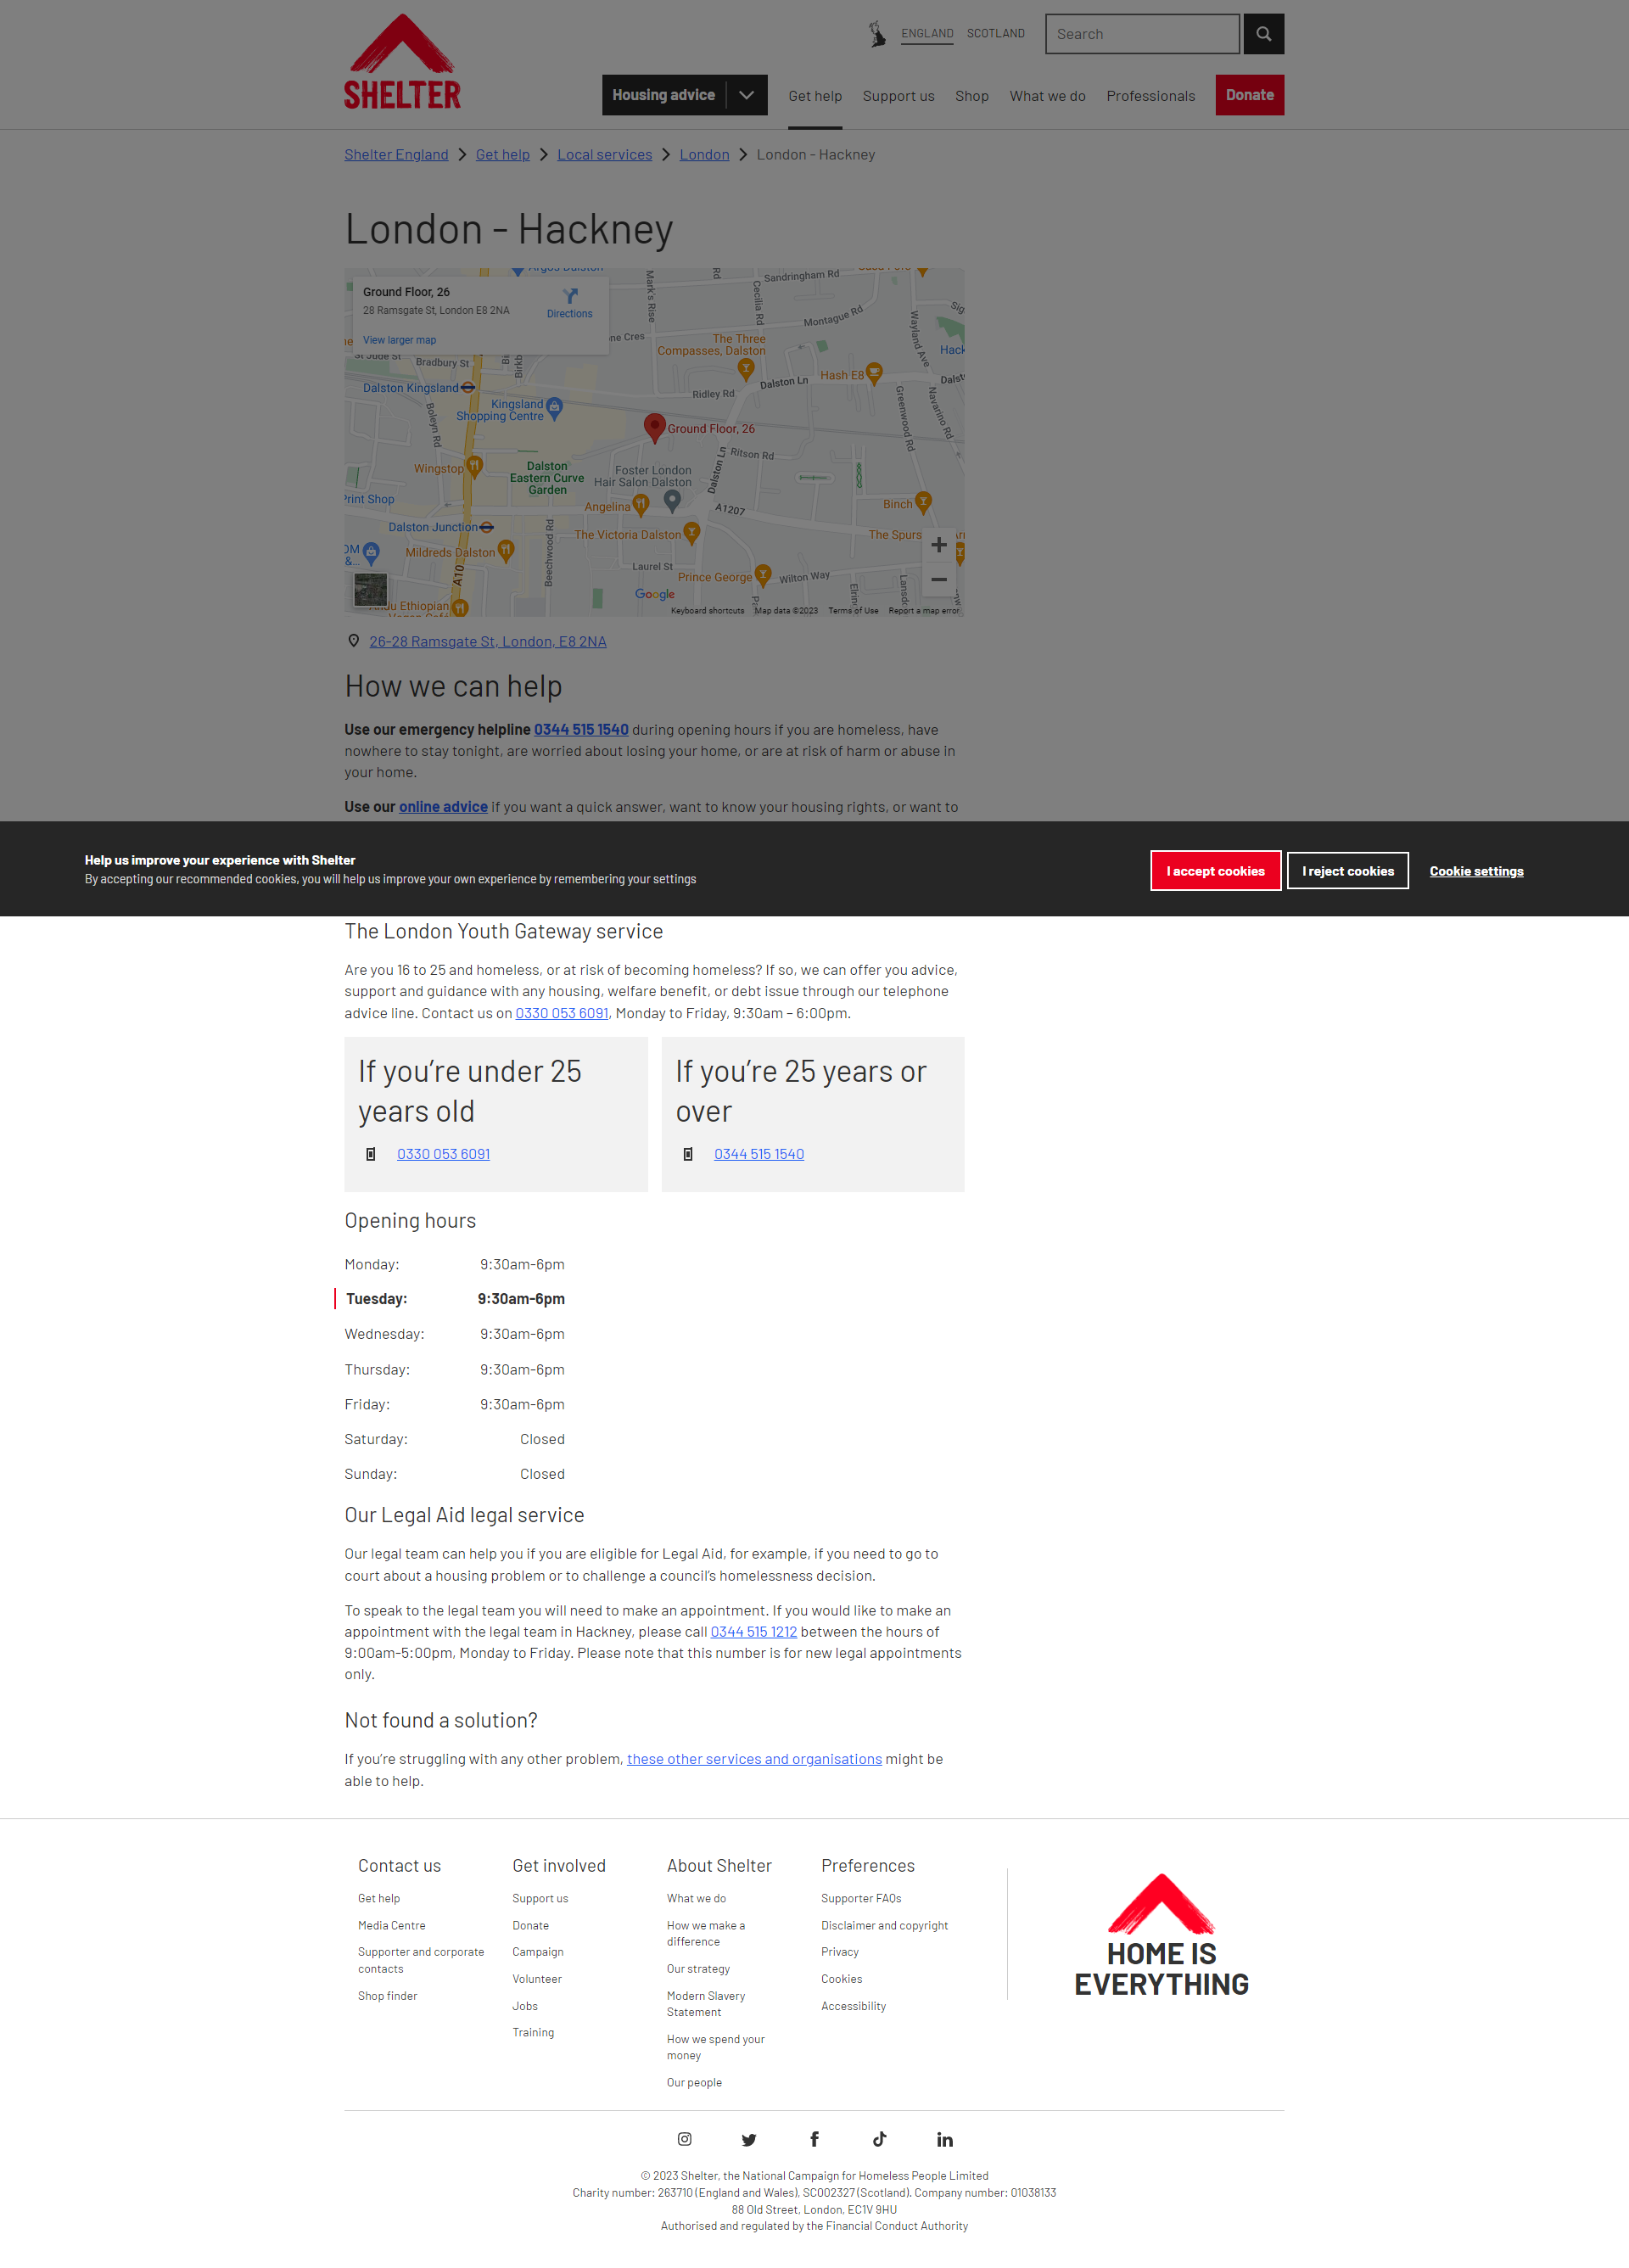 SHELTER
ENGLAND
SCOTLAND
Search
Housing advice
Get help
Support us
Shop
What we do
Professionals
Donate
Shelter England
Get help
Local services
London
London - Hackney
London - Hackney
Ground Floor, 26
28 Ramsgate St, London E8 2NA
Directions
View larger map
Argos Dalston
Mark's Rise
Rd
Cecilia Rd
Sandringham Rd
Montague Rd
Wayland Ave
The Three
Compasses, Dalston
Hack
Bradbury St
Dalston Kingsland
Kingsland
Shopping Centre
Boleyn Rd
Ridley Rd
Dalston Ln
Hash E8
Greenwood Rd
Navarino Rd
Ground Floor, 26
Wingstop
Dalston
Eastern Curve
Garden
Foster London
Hair Salon Dalston
Dalston Ln
Ritson Rd
Print Shop
Angelina
A1207
Binch
Dalston Junction
The Victoria Dalston
The Spurs
Mildreds Dalston
Beechwood Rd
A10
Laurel St
Prince George
Wilton Way
Google
Keyboard shortcuts
Map data ©2023
Terms of Use
Report a map error
26-28 Ramsgate St, London, E8 2NA
How we can help
Use our emergency helpline 0344 515 1540 during opening hours if you are homeless, have
nowhere to stay tonight, are worried about losing your home, or are at risk of harm or abuse in
your home.
Use our online advice if you want a quick answer, want to know your housing rights, or want to
Help us improve your experience with Shelter
By accepting our recommended cookies, you will help us improve your own experience by remembering your settings
I accept cookies
I reject cookies
Cookie settings
The London Youth Gateway service
Are you 16 to 25 and homeless, or at risk of becoming homeless? If so, we can offer you advice,
support and guidance with any housing, welfare benefit, or debt issue through our telephone
advice line. Contact us on 0330 053 6091, Monday to Friday, 9:30am – 6:00pm.
If you’re under 25
years old
0330 053 6091
If you’re 25 years or
over
0344 515 1540
Opening hours
Monday: 9:30am-6pm
Tuesday: 9:30am-6pm
Wednesday: 9:30am-6pm
Thursday: 9:30am-6pm
Friday: 9:30am-6pm
Saturday: Closed
Sunday: Closed
Our Legal Aid legal service
Our legal team can help you if you are eligible for Legal Aid, for example, if you need to go to
court about a housing problem or to challenge a council’s homelessness decision.
To speak to the legal team you will need to make an appointment. If you would like to make an
appointment with the legal team in Hackney, please call 0344 515 1212 between the hours of
9:00am-5:00pm, Monday to Friday. Please note that this number is for new legal appointments
only.
Not found a solution?
If you’re struggling with any other problem, these other services and organisations might be
able to help.
Contact us
Get help
Media Centre
Supporter and corporate
contacts
Shop finder
Get involved
Support us
Donate
Campaign
Volunteer
Jobs
Training
About Shelter
What we do
How we make a
difference
Our strategy
Modern Slavery
Statement
How we spend your
money
Our people
Preferences
Supporter FAQs
Disclaimer and copyright
Privacy
Cookies
Accessibility
HOME IS
EVERYTHING
© 2023 Shelter, the National Campaign for Homeless People Limited
Charity number: 263710 (England and Wales), SC002327 (Scotland). Company number: 01038133
88 Old Street, London, EC1V 9HU
Authorised and regulated by the Financial Conduct Authority